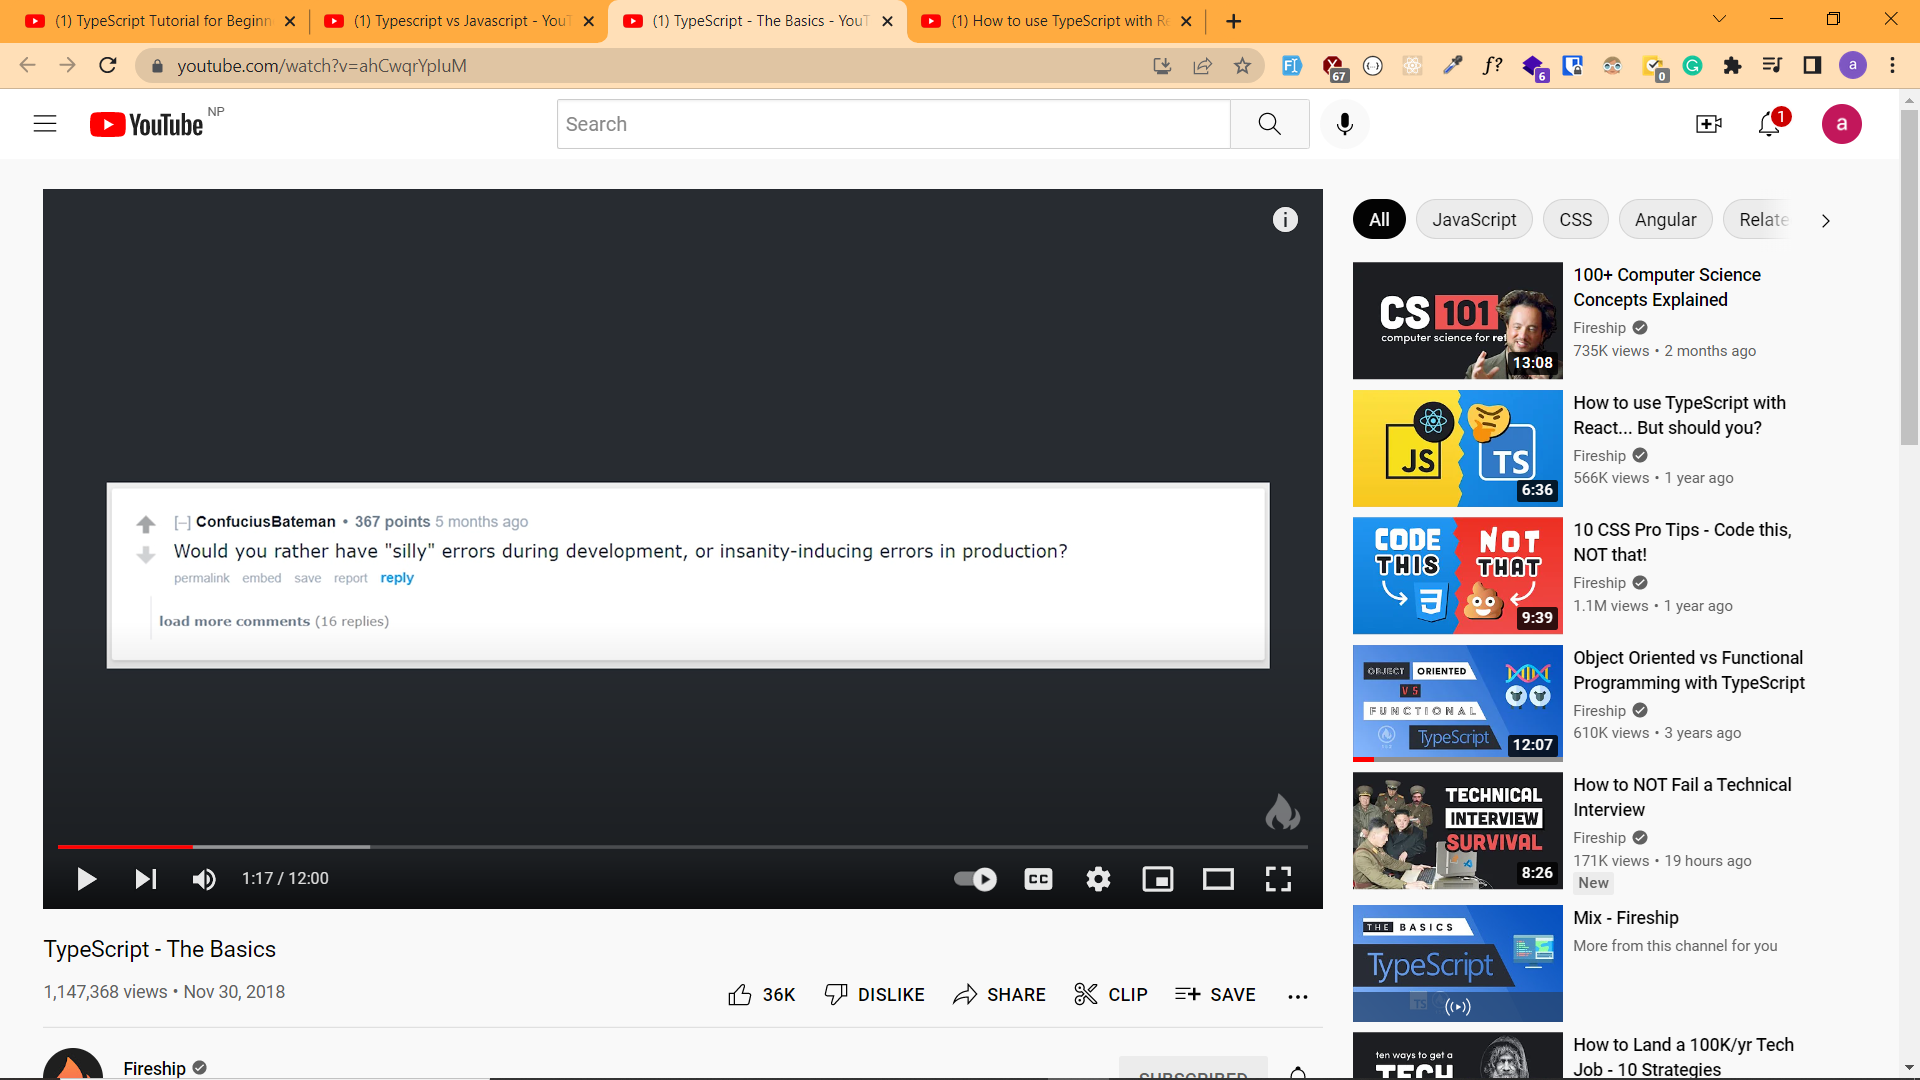 (1) TypeScript Tutorial for Beginn
(1) Typescript vs Javascript - YouT
(1) TypeScript - The Basics - YouT
(1) How to use TypeScript with Re
youtube.com/watch?v=ahCwqrYpIuM
67
f?
6
0
a
YouTube NP
Search
1
a
ConfuciusBateman • 367 points 5 months ago
Would you rather have "silly" errors during development, or insanity-inducing errors in production?
permalink embed save report reply
load more comments (16 replies)
1:17 / 12:00
CC
TypeScript - The Basics
1,147,368 views • Nov 30, 2018
36K
DISLIKE
SHARE
CLIP
SAVE
Fireship
SUBSCRIBED
All
JavaScript
CSS
Angular
Relate
CS 101
computer science for ret
13:08
100+ Computer Science
Concepts Explained
Fireship
735K views • 2 months ago
JS
TS
6:36
How to use TypeScript with
React... But should you?
Fireship
566K views • 1 year ago
CODE
THIS
NOT
THAT
9:39
10 CSS Pro Tips - Code this,
NOT that!
Fireship
1.1M views • 1 year ago
OBJECT ORIENTED
VS
FUNCTIONAL
TypeScript
12:07
Object Oriented vs Functional
Programming with TypeScript
Fireship
610K views • 3 years ago
TECHNICAL
INTERVIEW
SURVIVAL
8:26
How to NOT Fail a Technical
Interview
Fireship
171K views • 19 hours ago
New
THE BASICS
TypeScript
Mix - Fireship
More from this channel for you
ten ways to get a
TECH
How to Land a 100K/yr Tech
Job - 10 Strategies